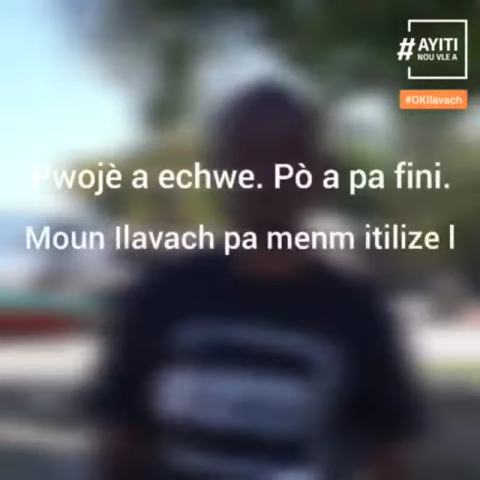 #AYITI
NOU VLE A
#OKIlavach
Pwojè a echwe. Pò a pa fini.
Moun Ilavach pa menm itilize l